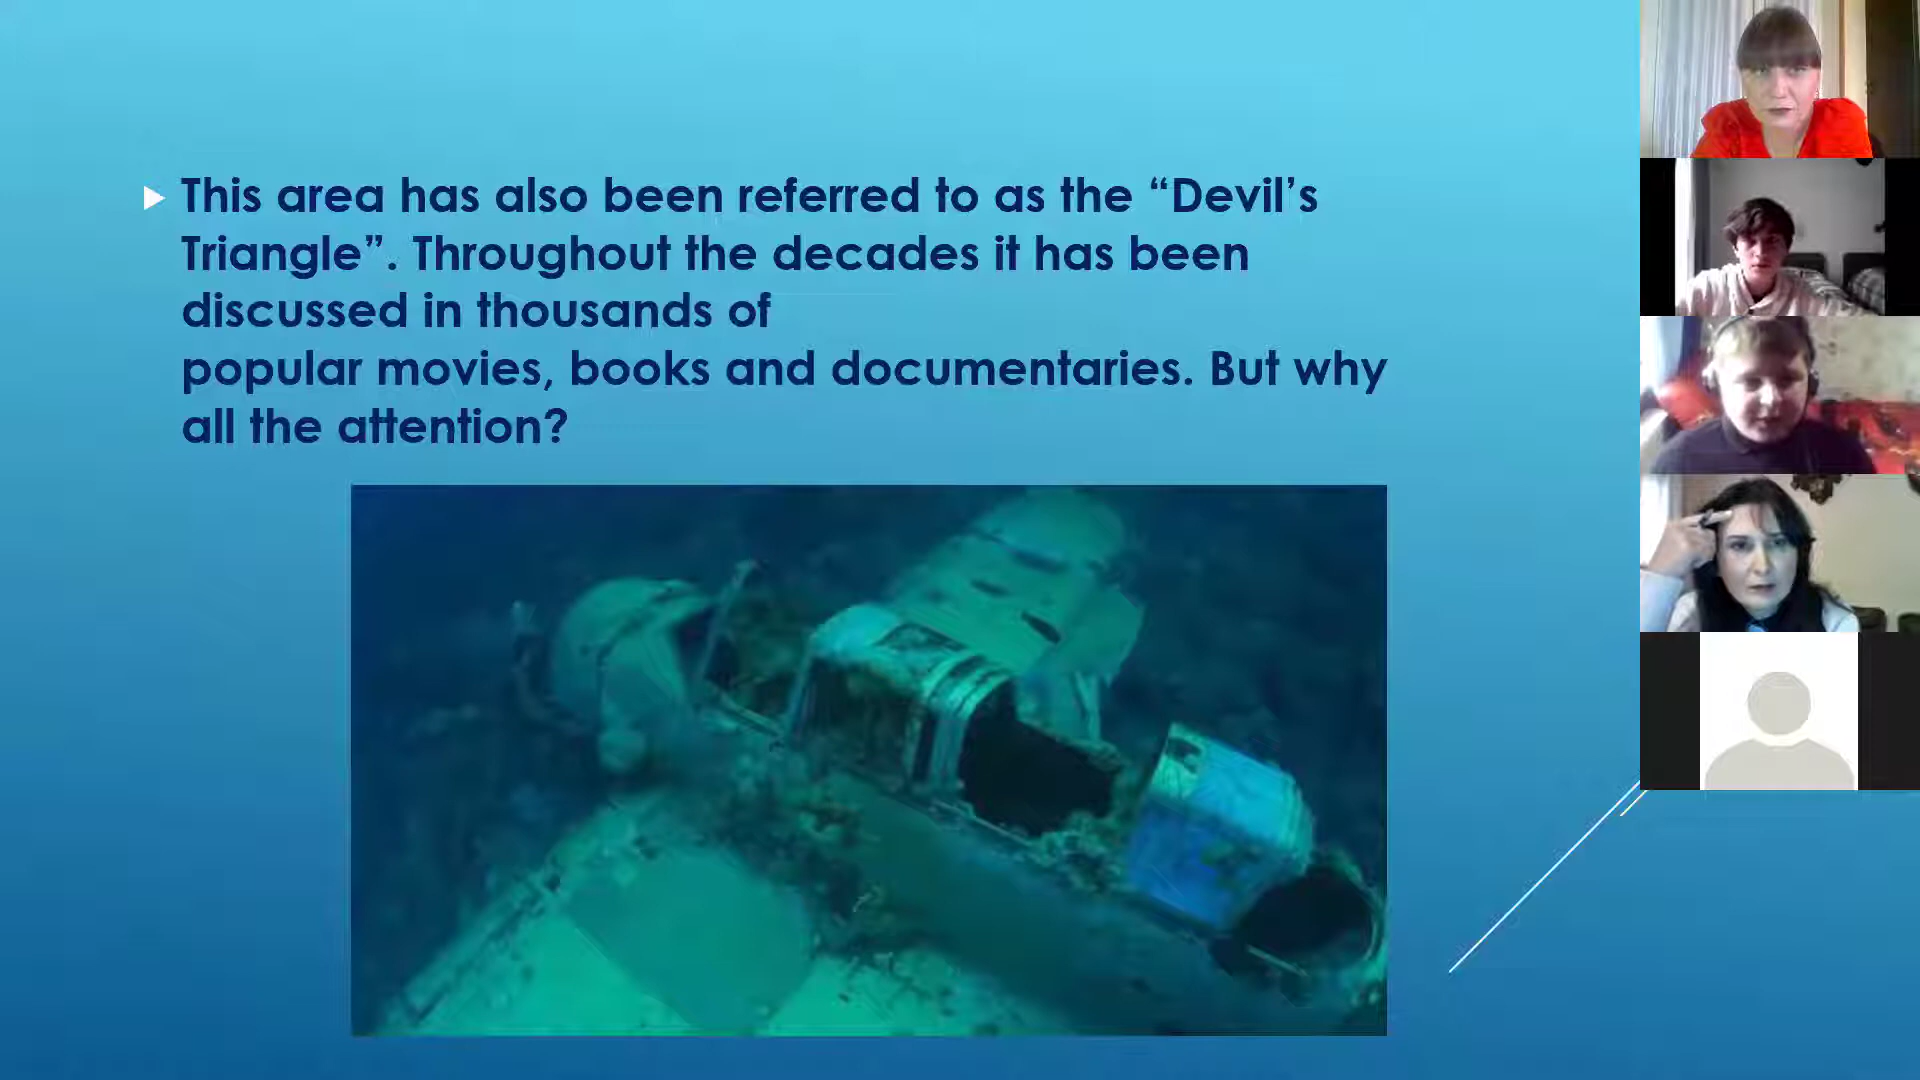 This area has also been referred to as the “Devil’s
Triangle”. Throughout the decades it has been
discussed in thousands of
popular movies, books and documentaries. But why
all the attention?